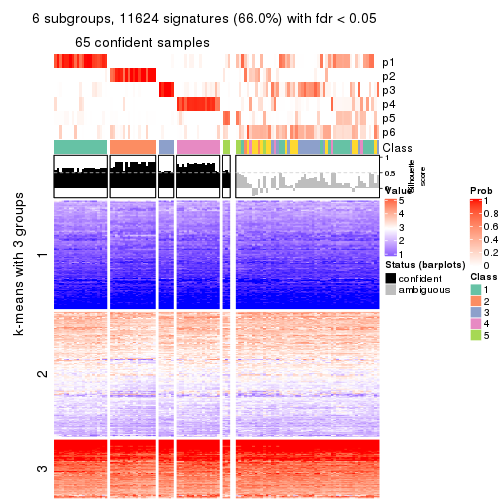 6 subgroups, 11624 signatures (66.0%) with fdr < 0.05
65 confident samples
p1
p2
p3
p4
p5
p6
Class
1
0.5
0
Silhouette
score
k-means with 3 groups
1
2
3
Value
5
4
3
2
1
Status (barplots)
confident
ambiguous
Prob
1
0.8
0.6
0.4
0.2
0
Class
1
2
3
4
5